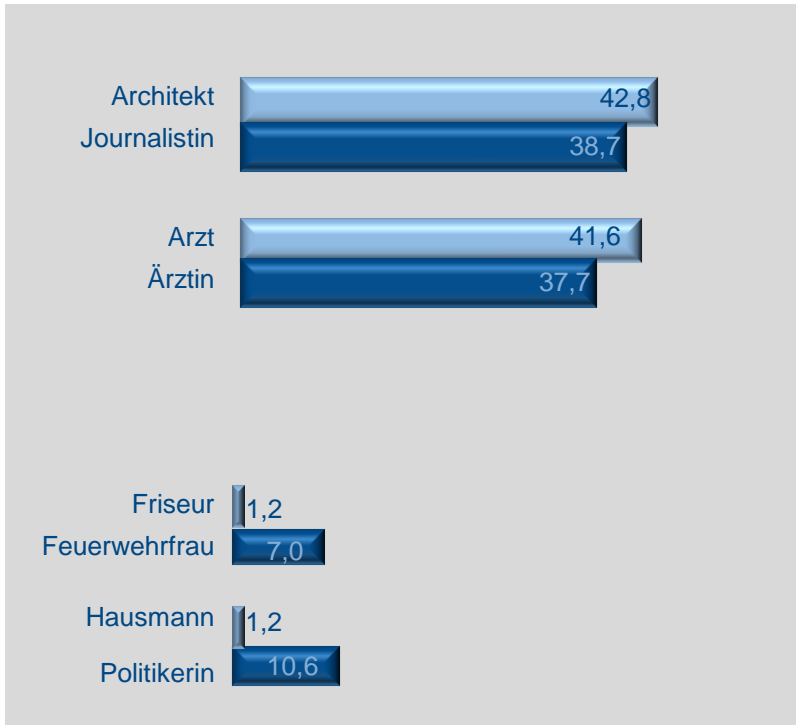 Architekt 42,8
Journalistin 38,7
Arzt 41,6
Ärztin 37,7
Friseur 1,2
Feuerwehrfrau 7,0
Hausmann 1,2
Politikerin 10,6